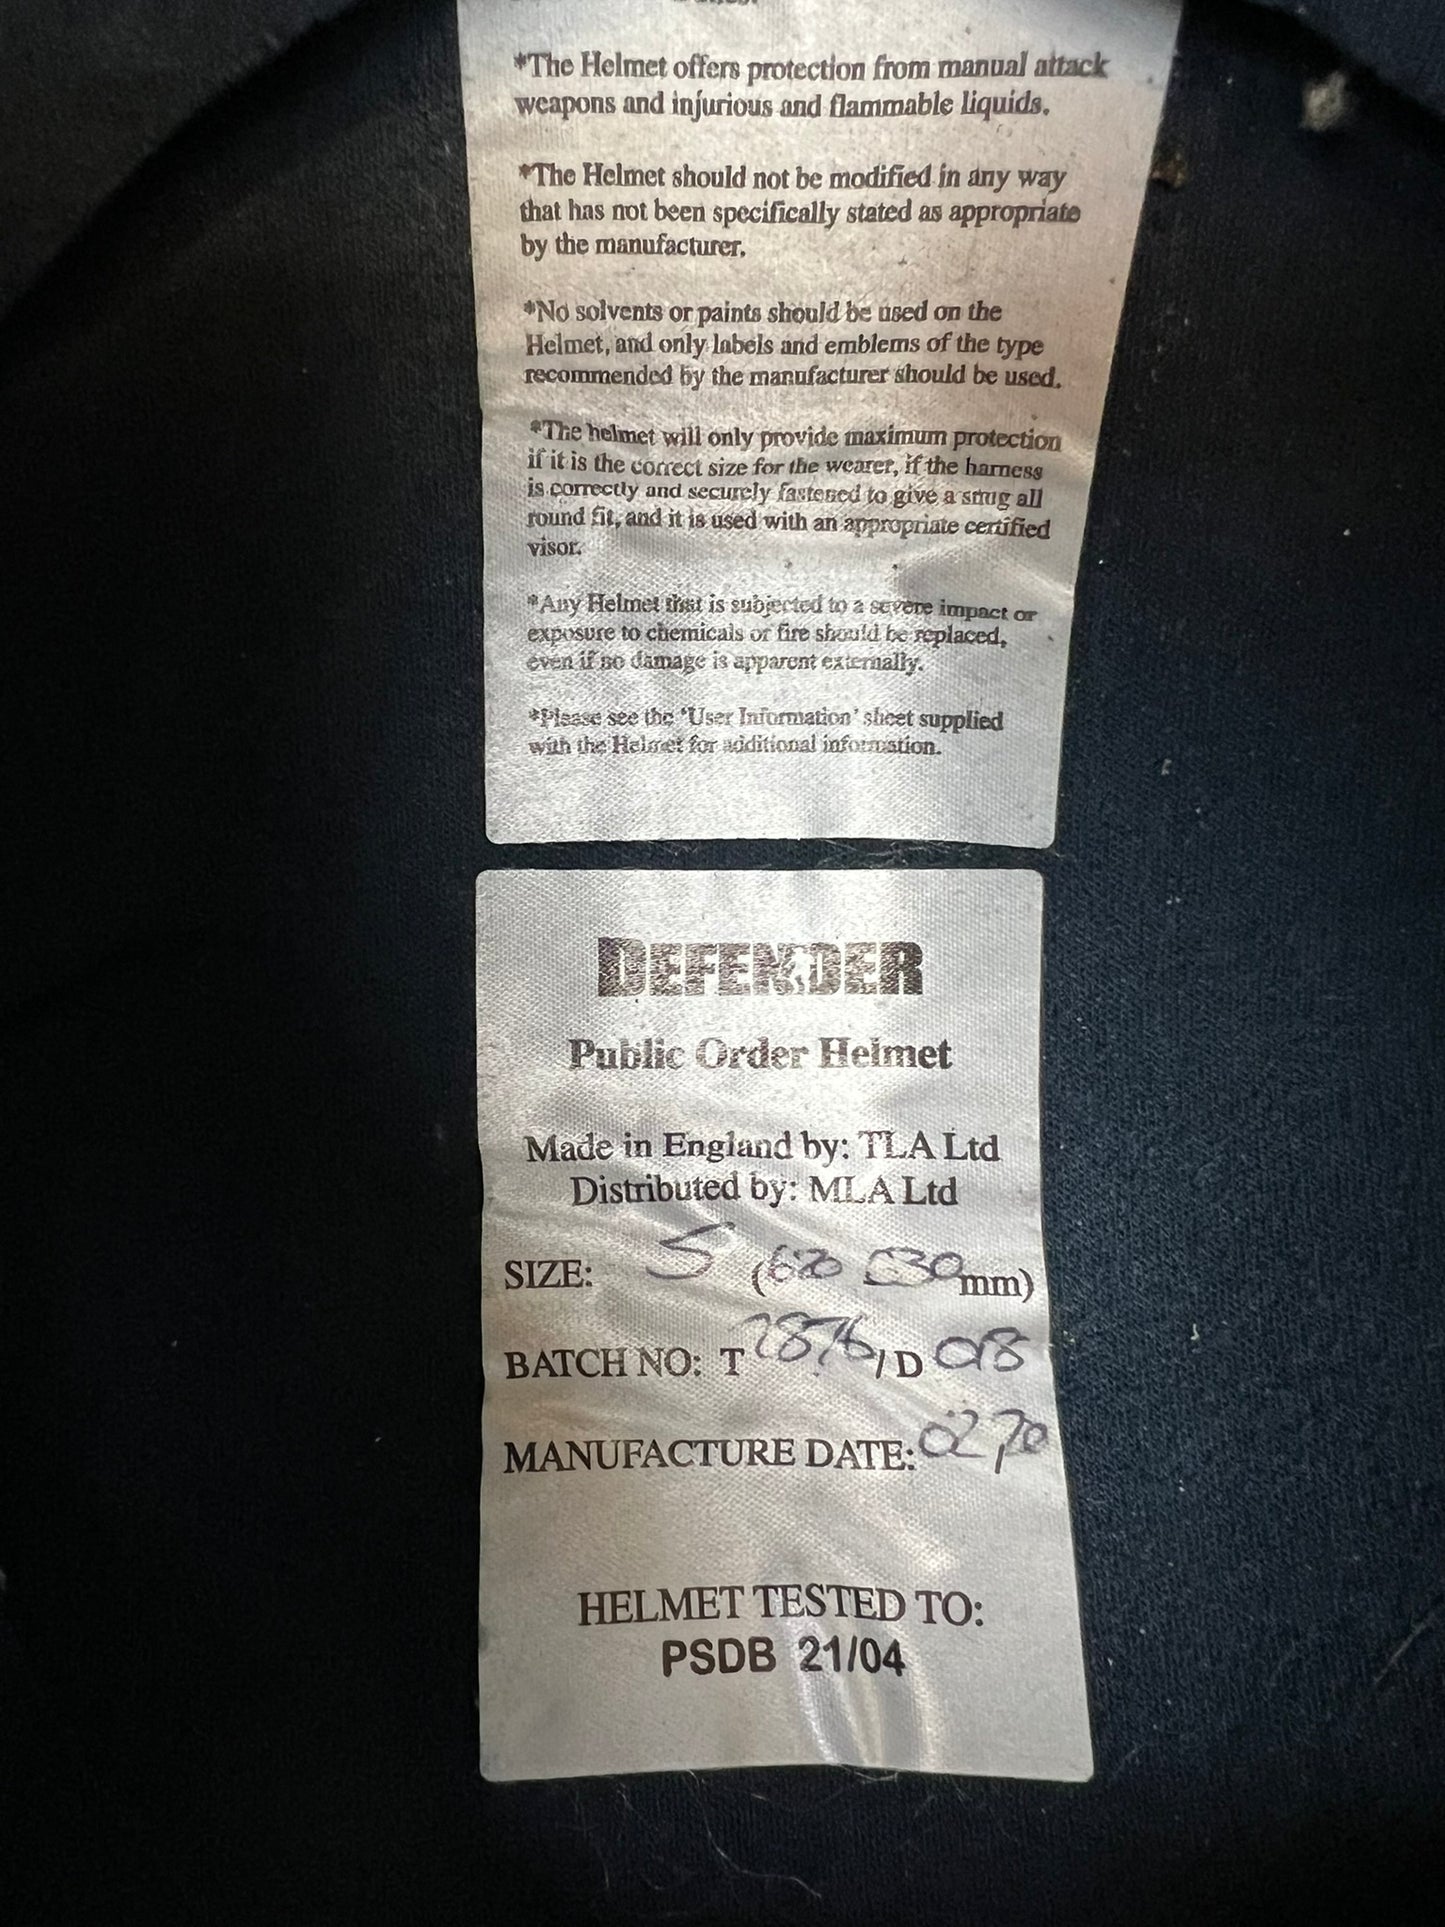 *The Helmet offers protection from manual attack
weapons and injurious and flammable liquids.
*The Helmet should not be modified in any way
that has not been specifically stated as appropriate
by the manufacturer.
*No solvents or paints should be used on the
Helmet, and only labels and emblems of the type
recommended by the manufacturer should be used.
*The helmet will only provide maximum protection
if it is the correct size for the wearer, if the harness
is correctly and securely fastened to give a snug all
round fit, and it is used with an appropriate certified
visor.
*Any Helmet that is subjected to a severe impact or
exposure to chemicals or fire should be replaced,
even if no damage is apparent externally.
*Please see the ‘User Information’ sheet supplied
with the Helmet for additional information.
DEFENDER
Public Order Helmet
Made in England by: TLA Ltd
Distributed by: MLA Ltd
SIZE: 5 (620 630mm)
BATCH NO: T / D
MANUFACTURE DATE:
HELMET TESTED TO:
PSDB 21/04